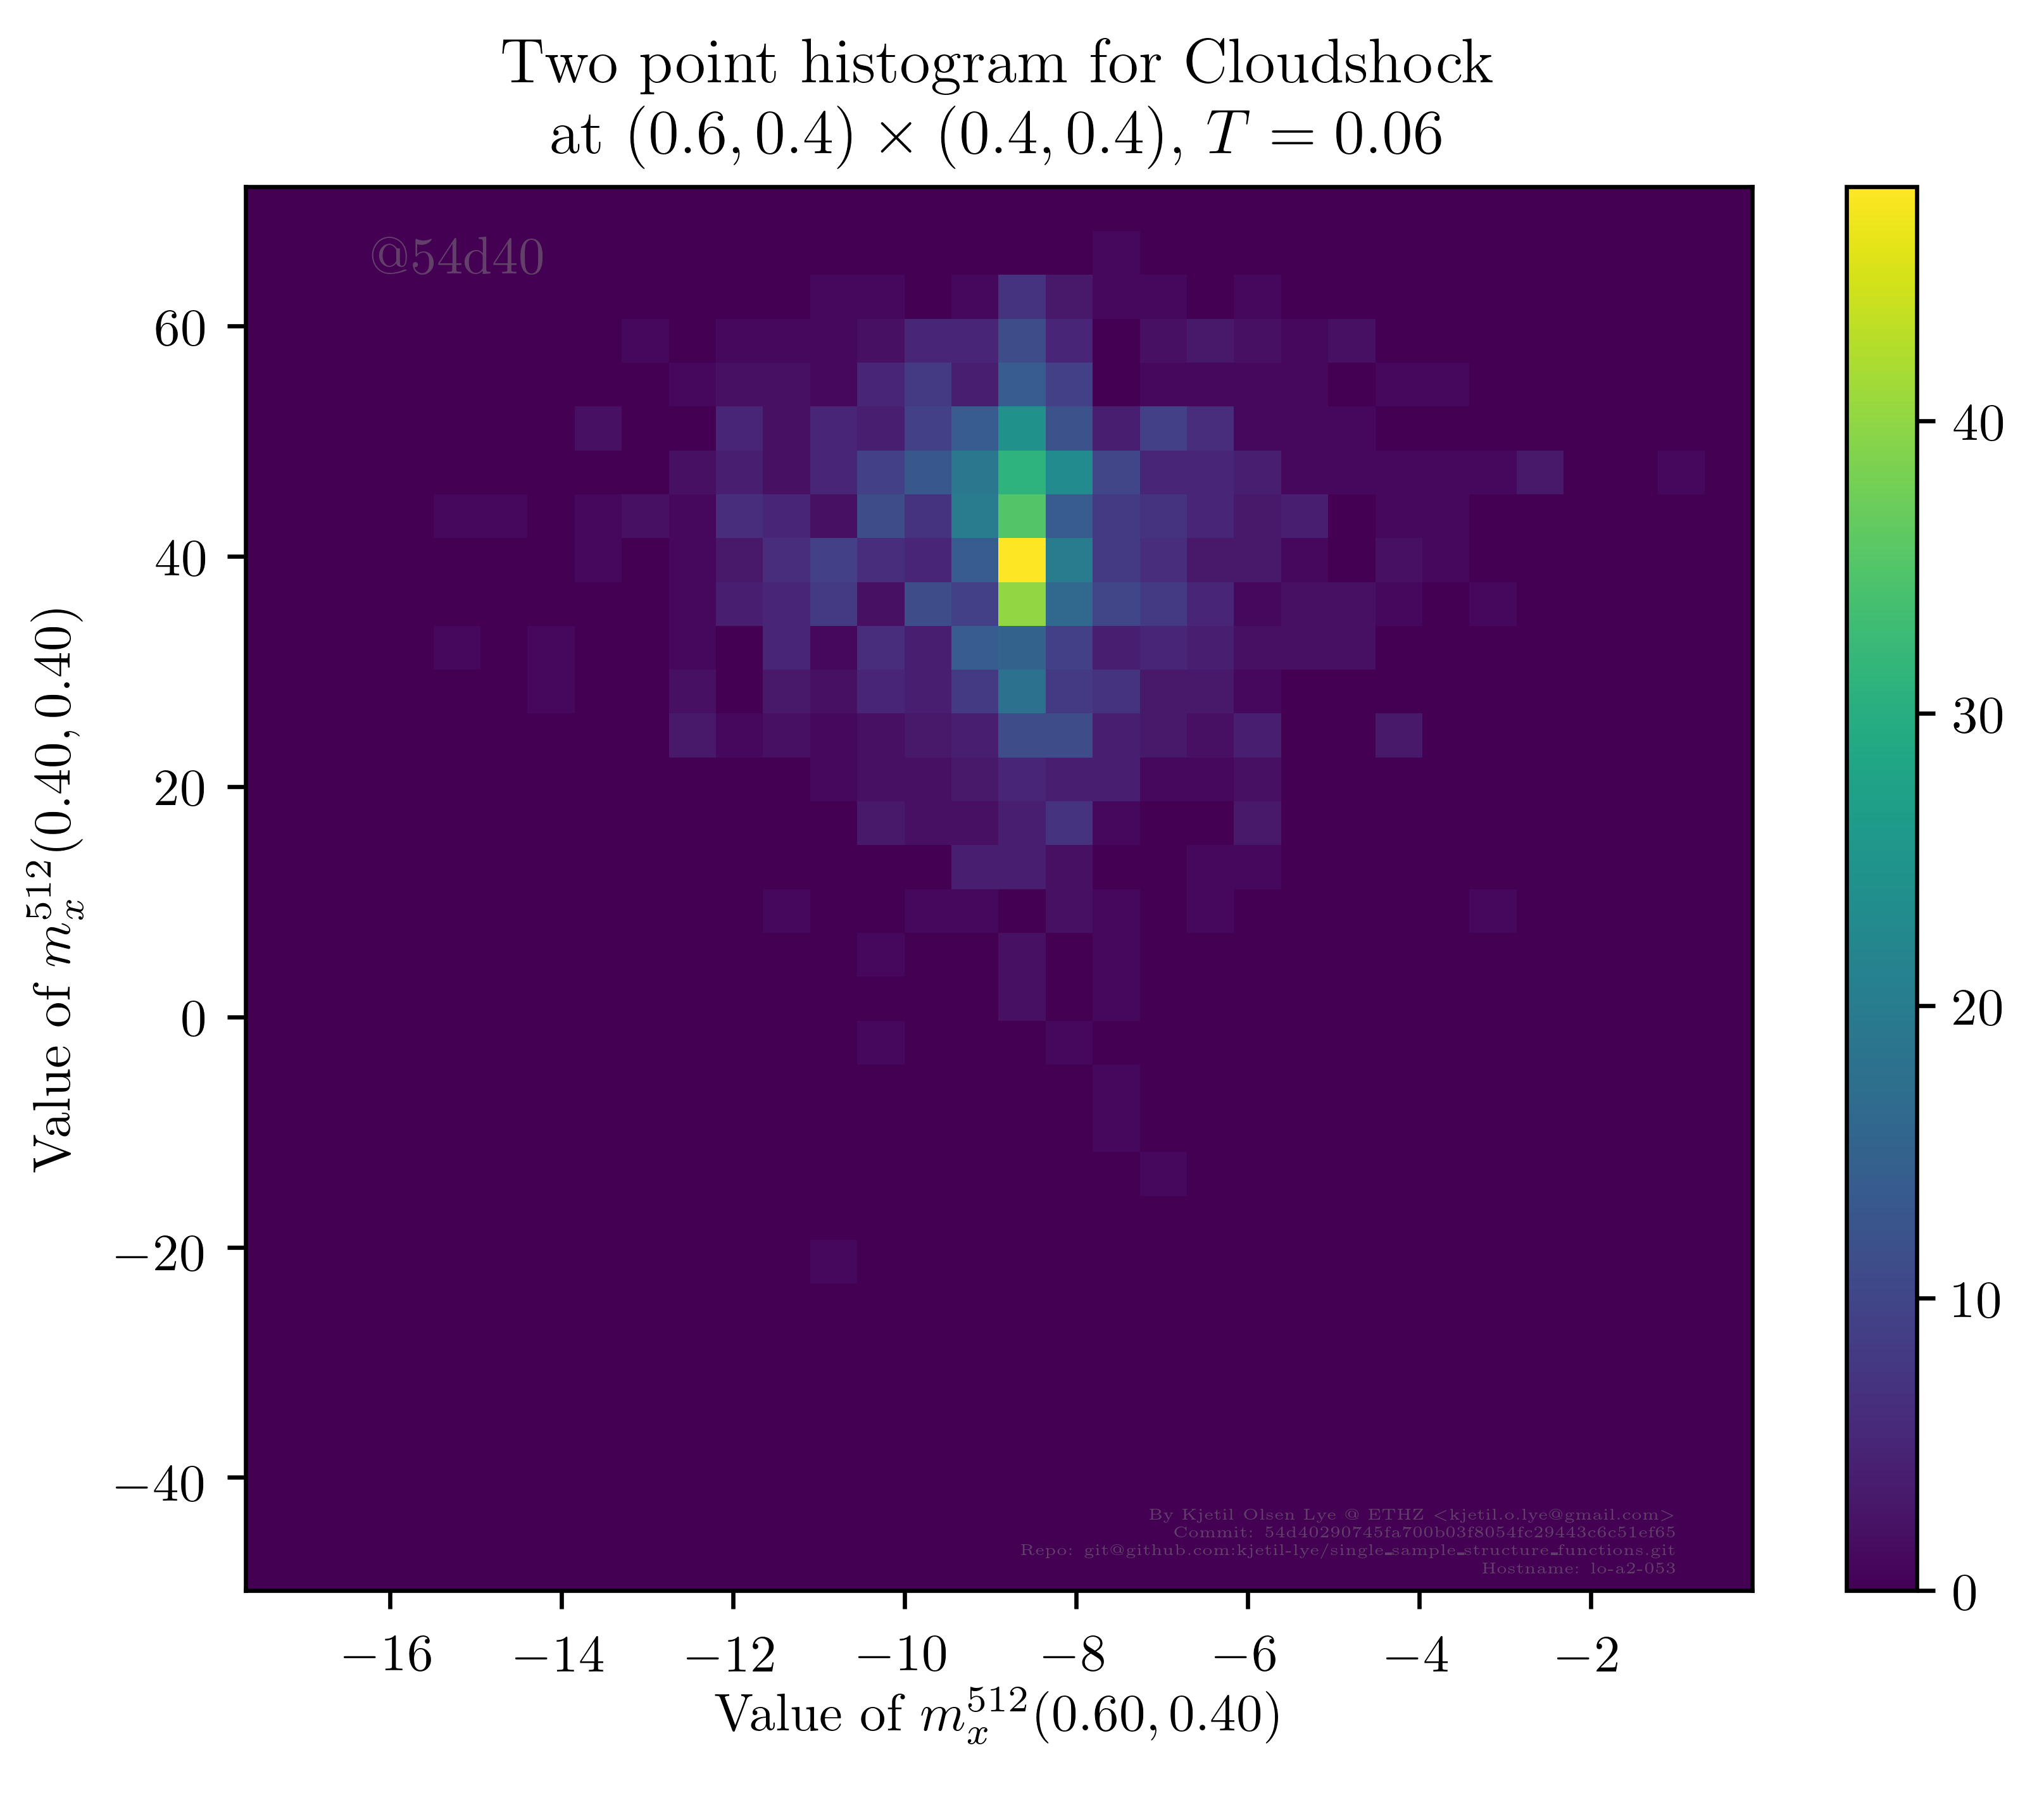 Two point histogram for Cloudshock
at (0.6, 0.4) × (0.4, 0.4), T = 0.06
@54d40
60
40
20
0
−20
−40
Value of m_x^512(0.40, 0.40)
40
30
20
10
0
By Kjetil Olsen Lye @ ETHZ <kjetil.o.lye@gmail.com>
Commit: 54d40290745fa700b03f8054fc29443c6c51ef65
Repo: git@github.com:kjetil-lye/single_sample_structure_functions.git
Hostname: lo-a2-053
−16 −14 −12 −10 −8 −6 −4 −2
Value of m_x^512(0.60, 0.40)